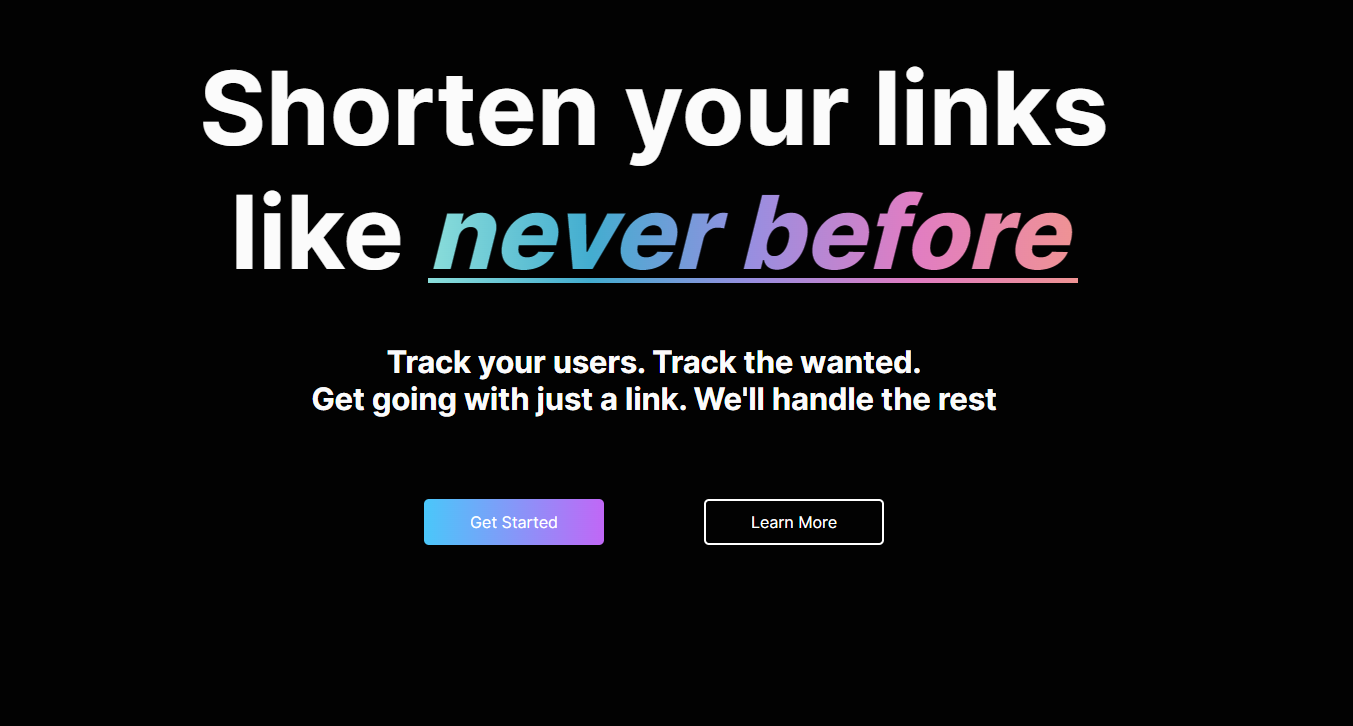 Shorten your links
like never before
Track your users. Track the wanted.
Get going with just a link. We'll handle the rest
Get Started
Learn More